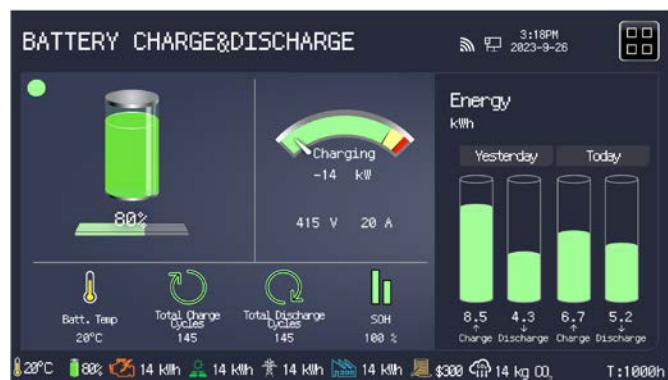 BATTERY CHARGE&DISCHARGE
3:18PM
2023-9-26
Energy
kWh
Yesterday Today
Charging
-14 kW
80%
415 V 20 A
Batt. Temp
20°C
Total Charge
Cycles
145
Total Discharge
Cycles
145
SOH
100 %
8.5 4.3 6.7 5.2
↑ ↓ ↑ ↓
Charge Discharge Charge Discharge
20°C 80% 14 kWh 14 kWh 14 kWh 14 kWh $300 14 kg CO₂ T:1000h